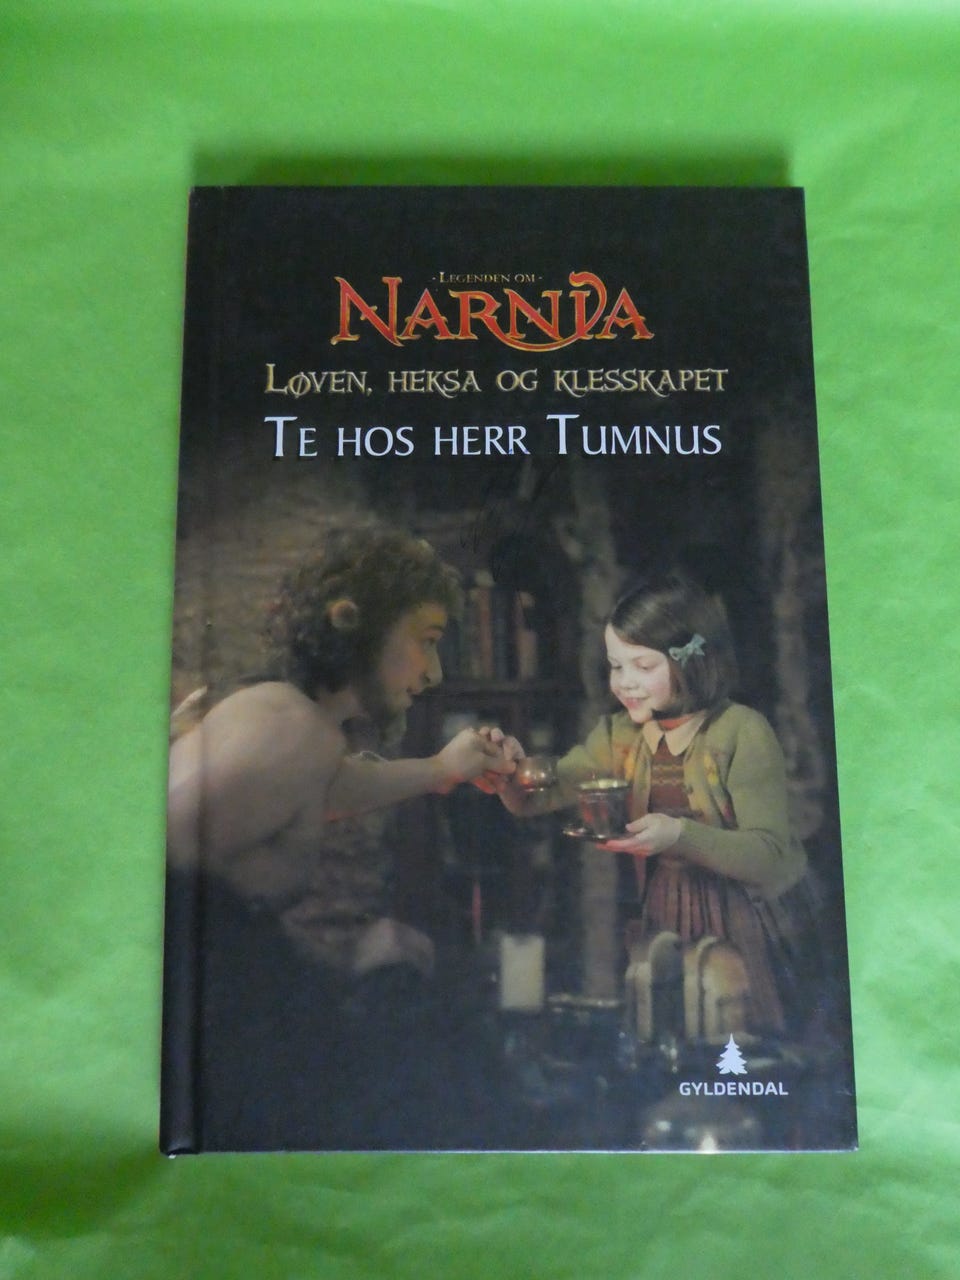 - Legenden om -
Narnia
Løven, heksa og klesskapet
Te hos herr Tumnus
GYLDENDAL